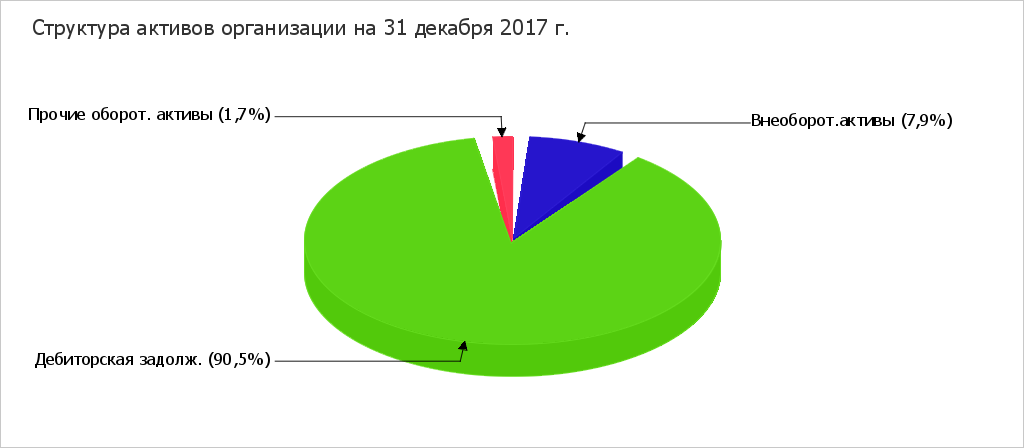 Структура активов организации на 31 декабря 2017 г.
Прочие оборот. активы (1,7%)
Внеоборот.активы (7,9%)
Дебиторская задолж. (90,5%)